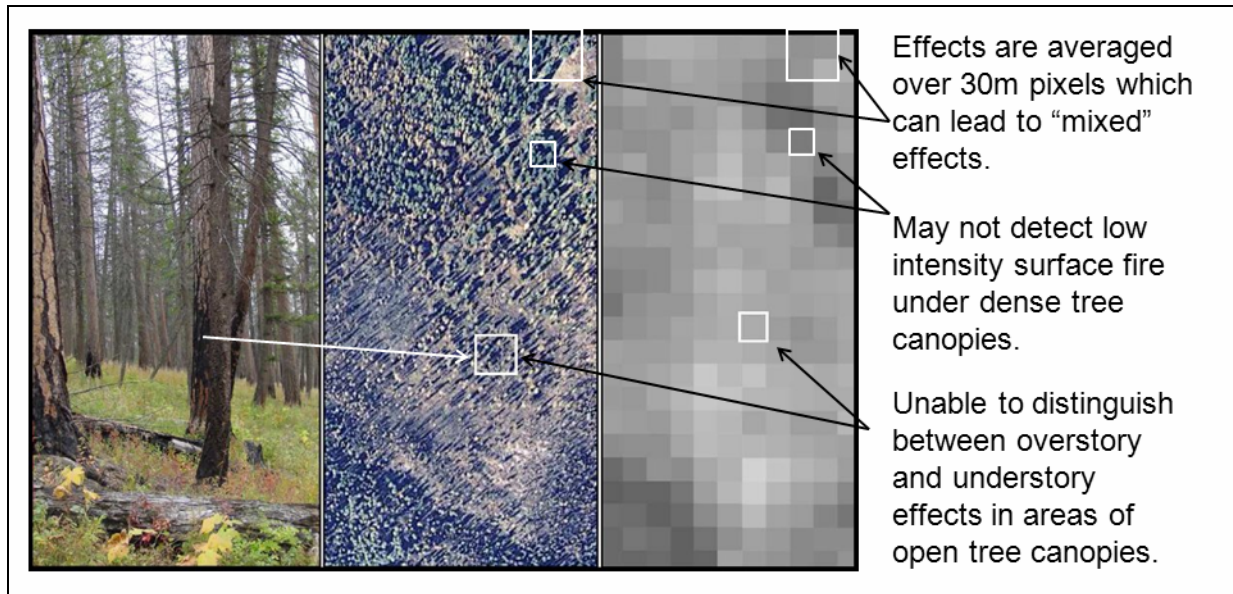 Effects are averaged
over 30m pixels which
can lead to “mixed”
effects.
May not detect low
intensity surface fire
under dense tree
canopies.
Unable to distinguish
between overstory
and understory
effects in areas of
open tree canopies.